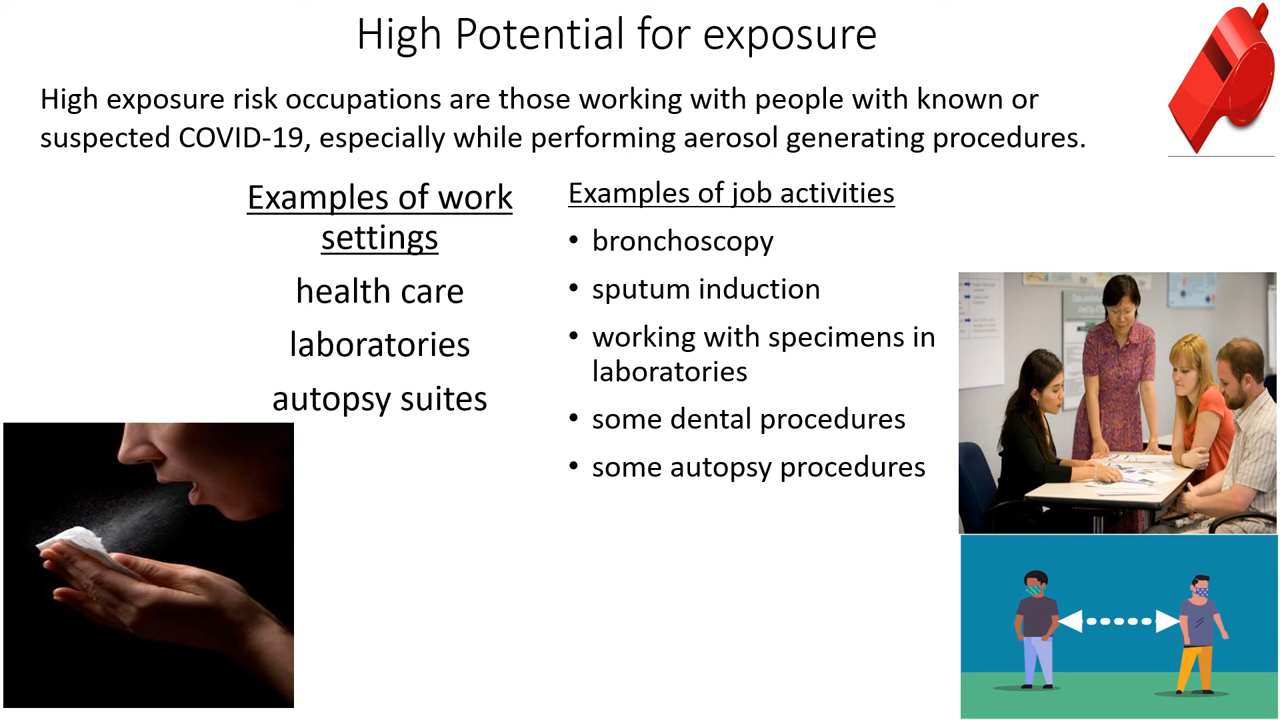 High Potential for exposure
High exposure risk occupations are those working with people with known or
suspected COVID-19, especially while performing aerosol generating procedures.
Examples of work
settings
health care
laboratories
autopsy suites
Examples of job activities
• bronchoscopy
• sputum induction
• working with specimens in
laboratories
• some dental procedures
• some autopsy procedures